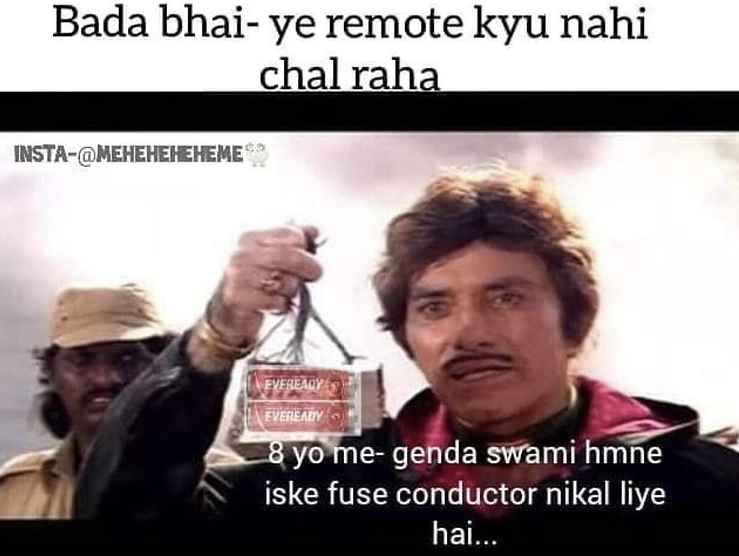 Bada bhai- ye remote kyu nahi
chal raha
INSTA-@MEHEHEHEHEME
EVEREADY
EVEREADY
8 yo me- genda swami hmne
iske fuse conductor nikal liye
hai...